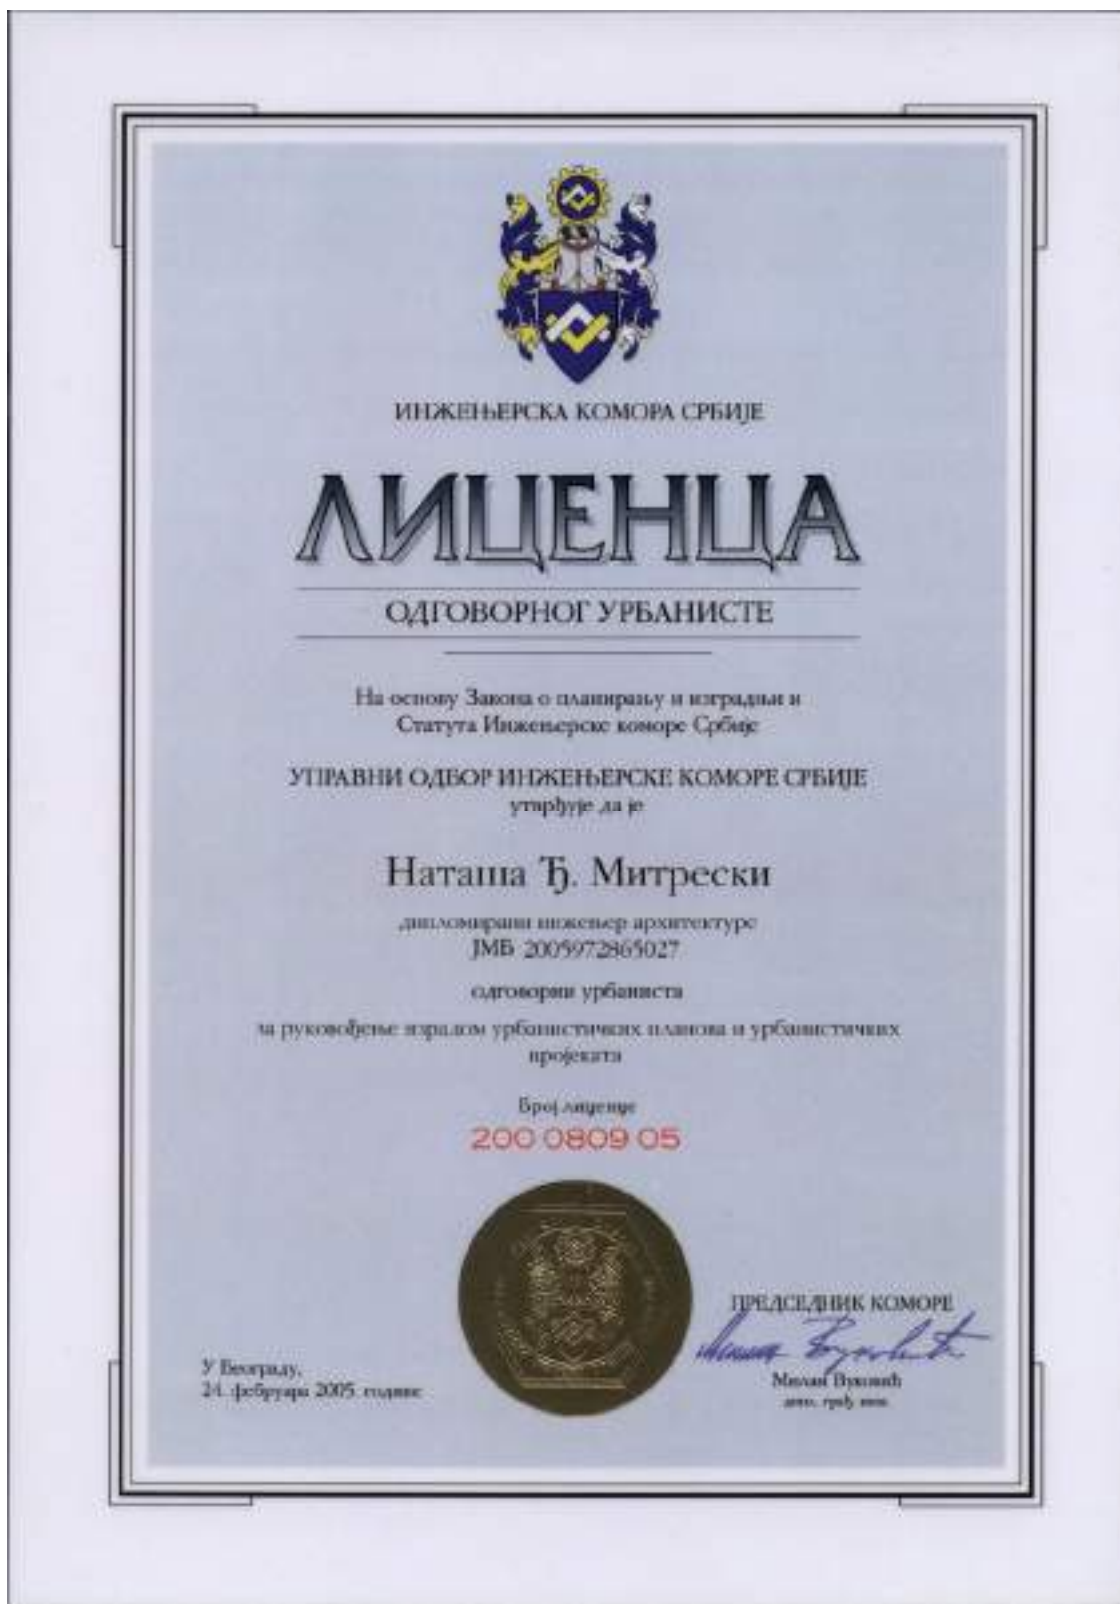 ИНЖЕЊЕРСКА КОМОРА СРБИЈЕ
ЛИЦЕНЦА
ОДГОВОРНОГ УРБАНИСТЕ
На основу Закона о планирању и изградњи и
Статута Инжењерске коморе Србије
УПРАВНИ ОДБОР ИНЖЕЊЕРСКЕ КОМОРЕ СРБИЈЕ
утврђује да је
Наташа Ђ. Митрески
дипломирани инжењер архитектуре
ЈМБ 2005972865027
одговорни урбаниста
за руковођење израдом урбанистичких планова и урбанистичких
пројеката
Број лиценце
200 0809 05
ПРЕДСЕДНИК КОМОРЕ
Милан Вуковић
дипл. грађ. инж.
У Београду,
24. фебруара 2005. године